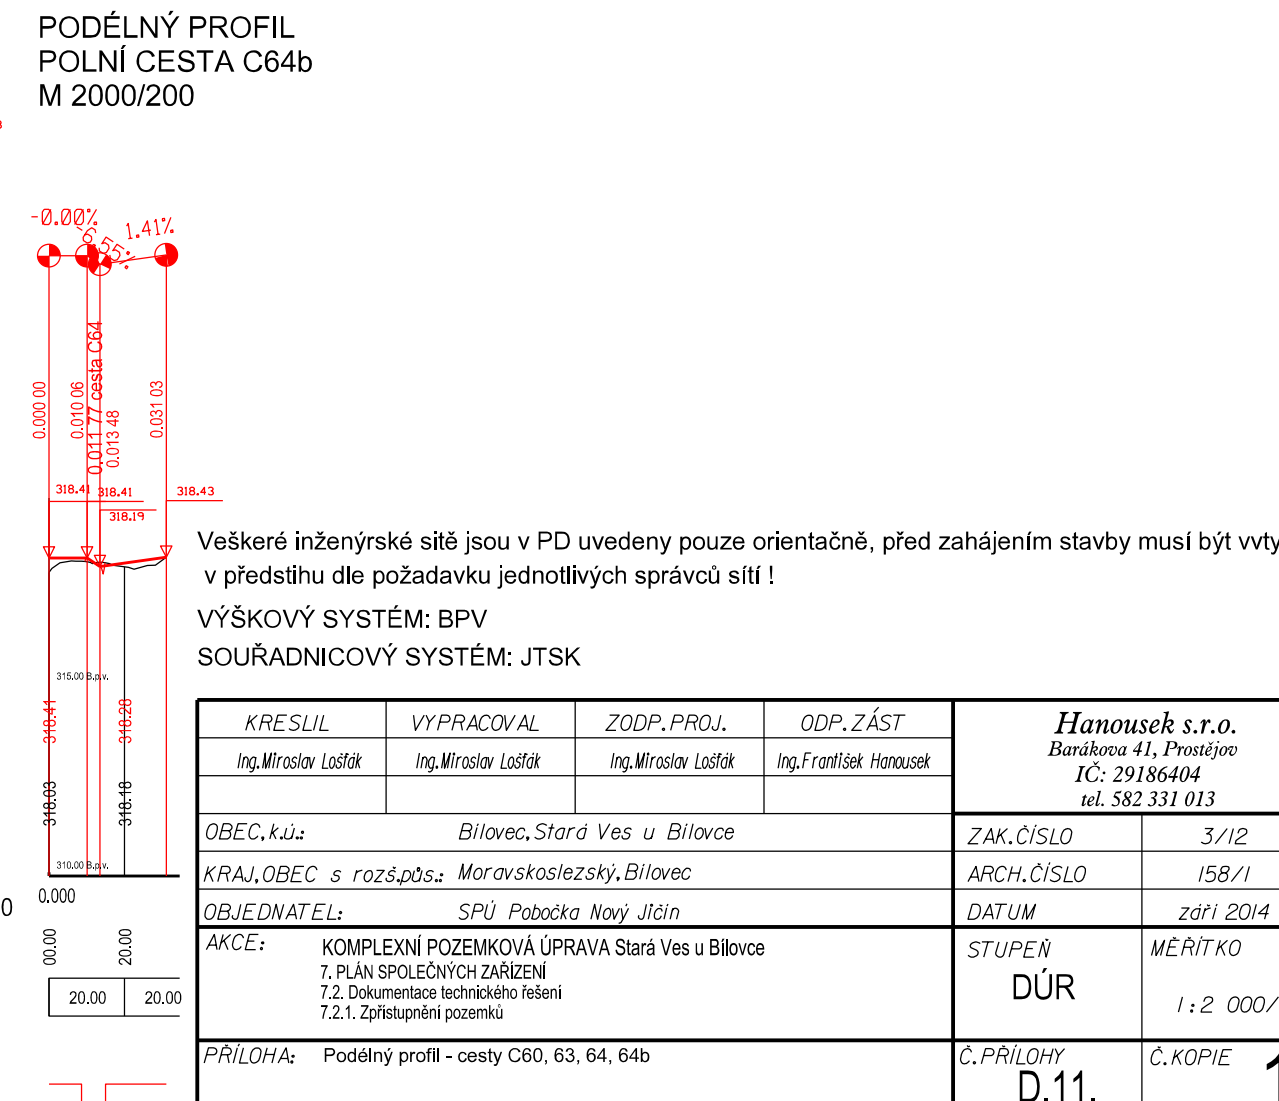 PODÉLNÝ PROFIL
POLNÍ CESTA C64b
M 2000/200
-0.00%
-6.55%
1.41%
0.000 00
0.010 06
0.011 77 cesta C64
0.013 48
0.031 03
318.41
318.41
318.43
318.19
Veškeré inženýrské sitě jsou v PD uvedeny pouze orientačně, před zahájením stavby musí být vvty
v předstihu dle požadavku jednotlivých správců sítí !
VÝŠKOVÝ SYSTÉM: BPV
SOUŘADNICOVÝ SYSTÉM: JTSK
315.00 B.p.v.
318.41
318.28
318.03
318.18
310.00 B.p.v.
0.000
0
00.00
20.00
20.00
20.00
KRESLIL
VYPRACOVAL
ZODP.PROJ.
ODP.ZÁST
Ing.Miroslav Lošťák
Ing.Miroslav Lošťák
Ing.Miroslav Lošťák
Ing.František Hanousek
Hanousek s.r.o.
Barákova 41, Prostějov
IČ: 29186404
tel. 582 331 013
OBEC,k.ú.: Bílovec,Stará Ves u Bílovce
ZAK.ČÍSLO 3/12
KRAJ,OBEC s rozš.půs.: Moravskoslezský,Bílovec
ARCH.ČÍSLO 158/1
OBJEDNATEL: SPÚ Pobočka Nový Jičín
DATUM září 2014
AKCE: KOMPLEXNÍ POZEMKOVÁ ÚPRAVA Stará Ves u Bílovce
7. PLÁN SPOLEČNÝCH ZAŘÍZENÍ
7.2. Dokumentace technického řešení
7.2.1. Zpřístupnění pozemků
STUPEŇ
DÚR
MĚŘÍTKO
1:2 000/
PŘÍLOHA: Podélný profil - cesty C60, 63, 64, 64b
Č.PŘÍLOHY
D.11.
Č.KOPIE